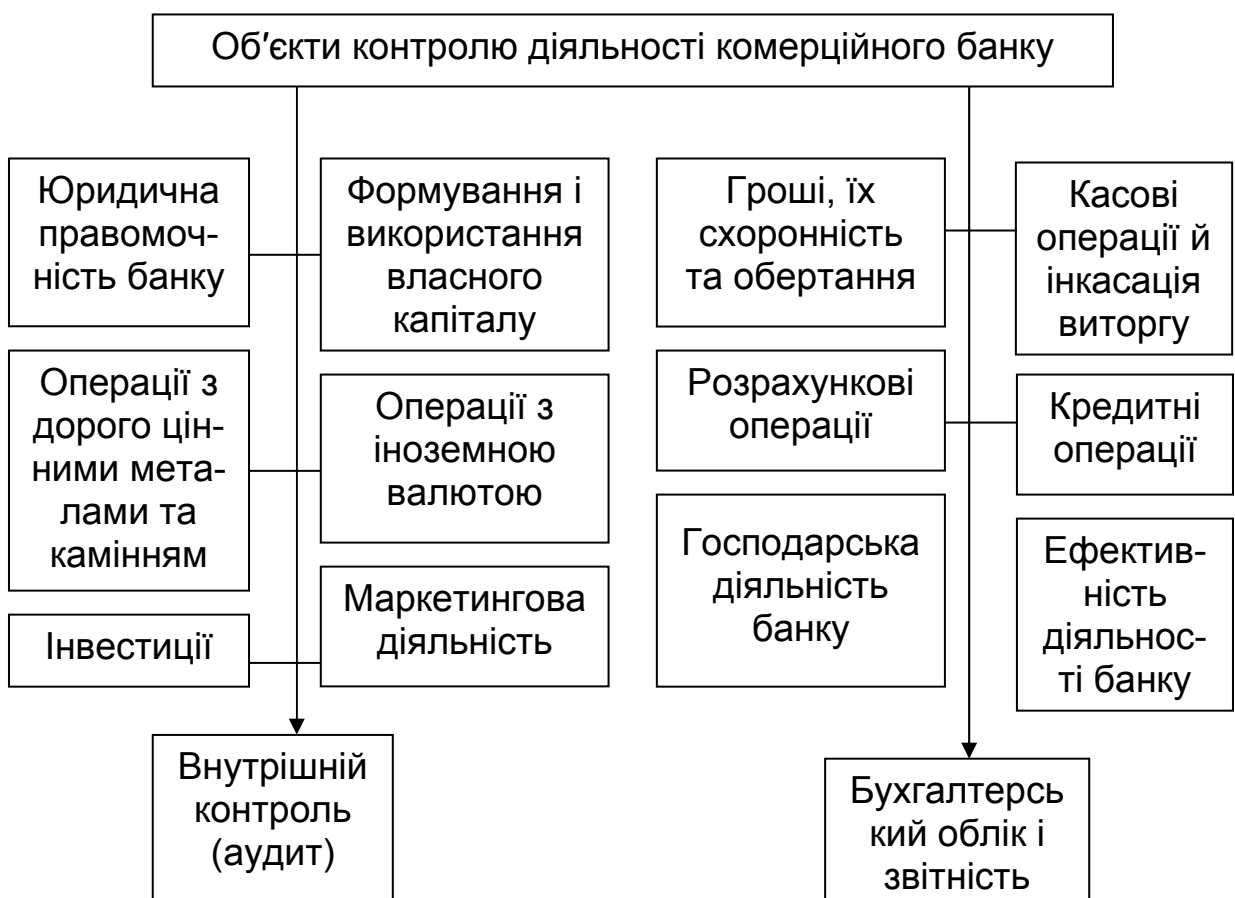 Об′єкти контролю діяльності комерційного банку
Юридична
правомоч-
ність банку
Формування і
використання
власного
капіталу
Гроші, їх
схоронність
та обертання
Касові
операції й
інкасація
виторгу
Операції з
дорого цін-
ними мета-
лами та
камінням
Операції з
іноземною
валютою
Розрахункові
операції
Кредитні
операції
Інвестиції
Маркетингова
діяльність
Господарська
діяльність
банку
Ефектив-
ність
діяльнос-
ті банку
Внутрішній
контроль
(аудит)
Бухгалтерсь
кий облік і
звітність